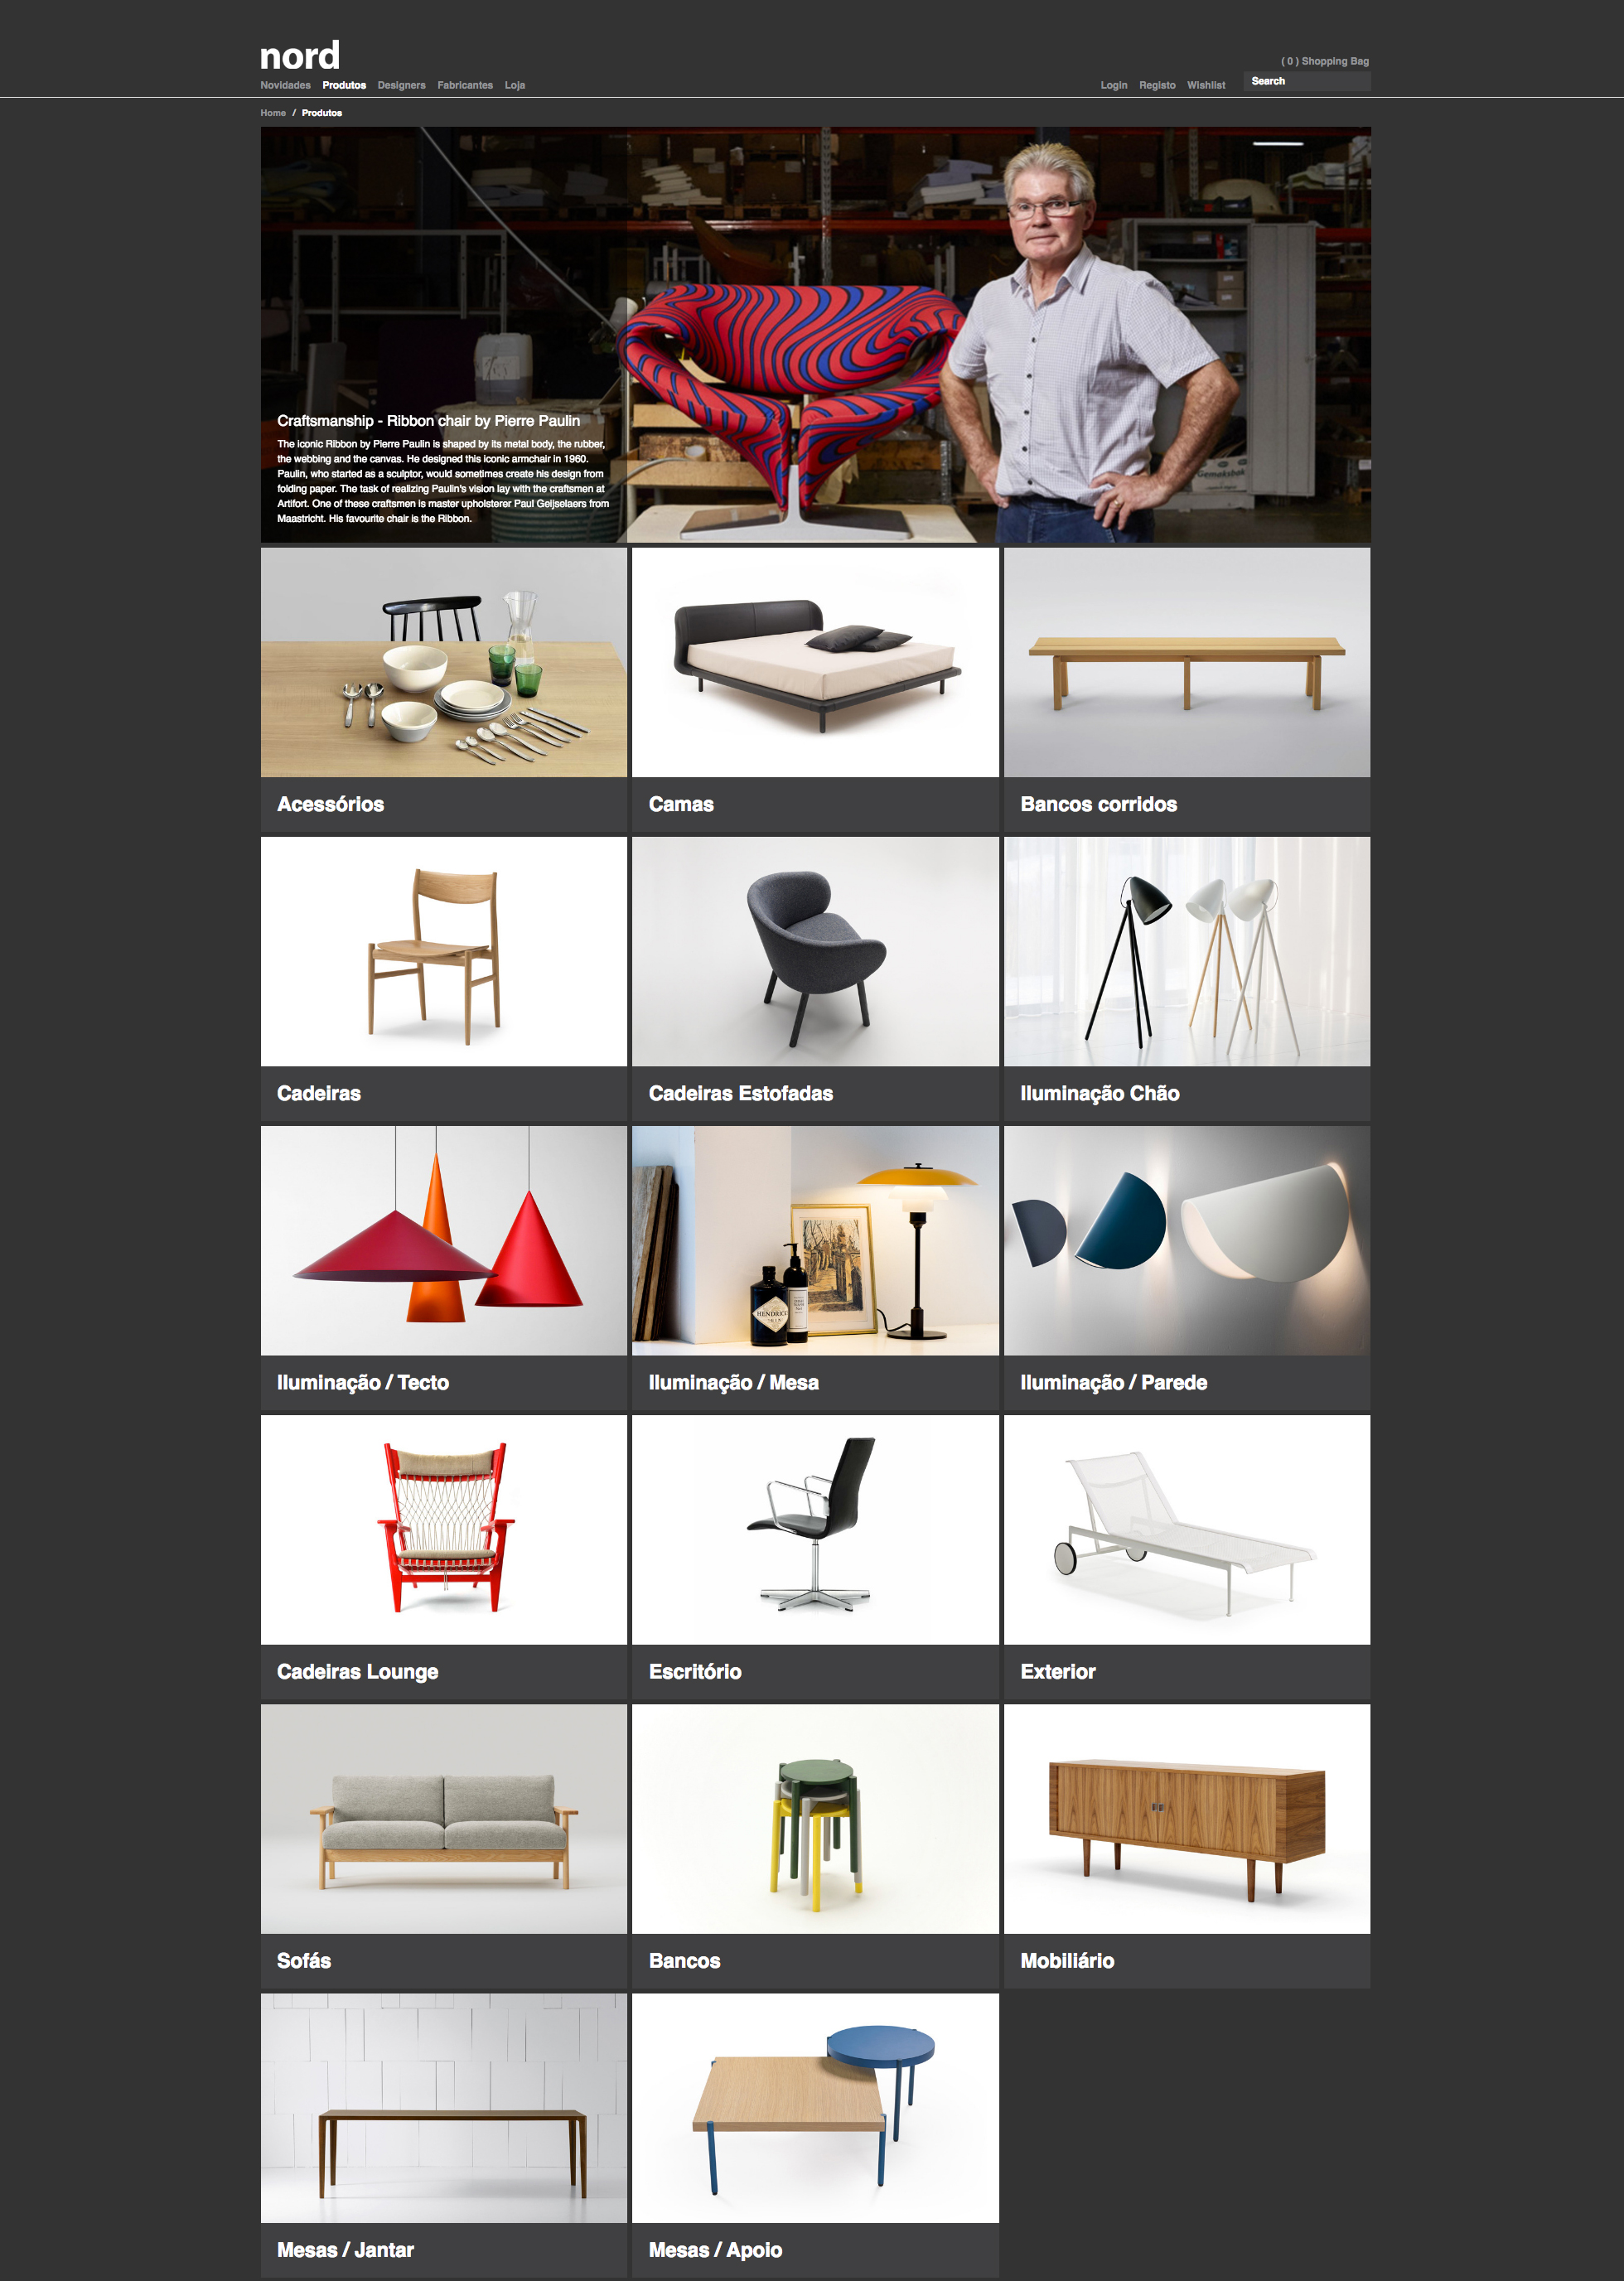 nord
( 0 ) Shopping Bag
Novidades Produtos Designers Fabricantes Loja
Login Registo Wishlist Search
Home / Produtos
Craftsmanship - Ribbon chair by Pierre Paulin
The iconic Ribbon by Pierre Paulin is shaped by its metal body, the rubber,
the webbing and the canvas. He designed this iconic armchair in 1960.
Paulin, who started as a sculptor, would sometimes create his design from
folding paper. The task of realizing Paulin's vision lay with the craftsmen at
Artifort. One of these craftsmen is master upholsterer Paul Geijselaers from
Maastricht. His favourite chair is the Ribbon.
Gemaksbak
Acessórios
Camas
Bancos corridos
Cadeiras
Cadeiras Estofadas
Iluminação Chão
HENDRICK'S
Iluminação / Tecto
Iluminação / Mesa
Iluminação / Parede
Cadeiras Lounge
Escritório
Exterior
Sofás
Bancos
Mobiliário
Mesas / Jantar
Mesas / Apoio